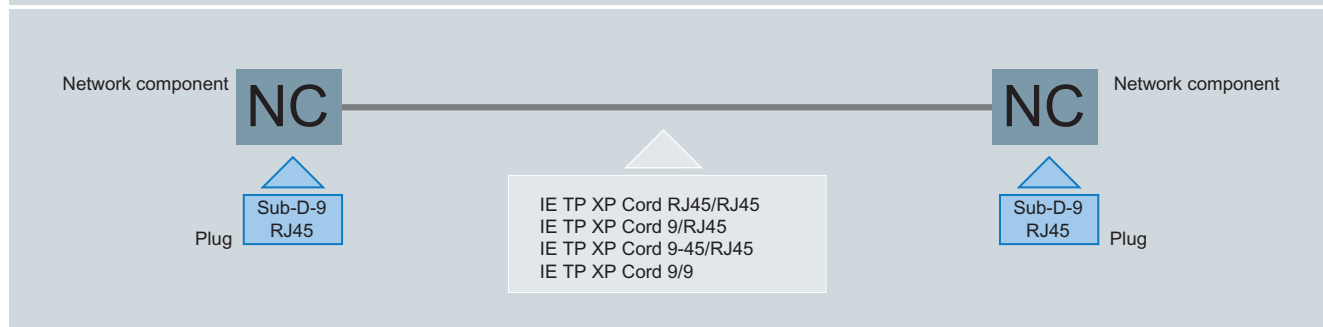 Network component
NC
NC
Network component
Sub-D-9
RJ45
Plug
IE TP XP Cord RJ45/RJ45
IE TP XP Cord 9/RJ45
IE TP XP Cord 9-45/RJ45
IE TP XP Cord 9/9
Sub-D-9
RJ45
Plug